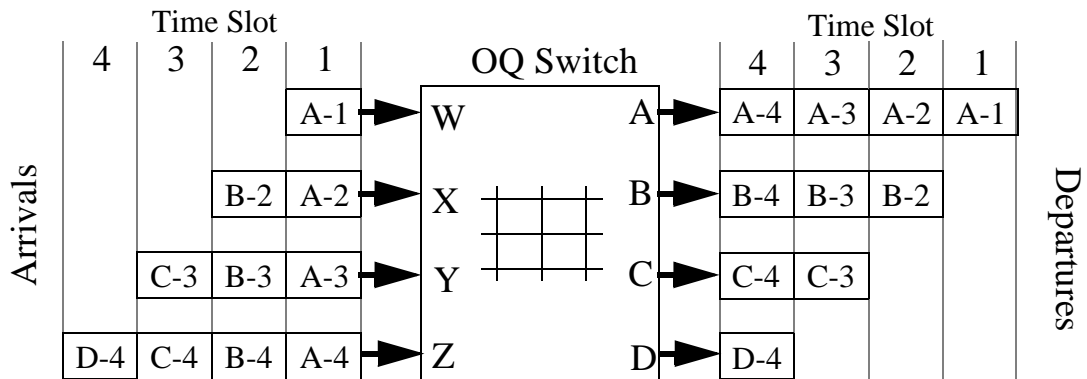 Time Slot Time Slot
4 3 2 1 OQ Switch 4 3 2 1
A-1 W A A-4 A-3 A-2 A-1
B-2 A-2 X B B-4 B-3 B-2
C-3 B-3 A-3 Y C C-4 C-3
D-4 C-4 B-4 A-4 Z D D-4
Arrivals
Departures